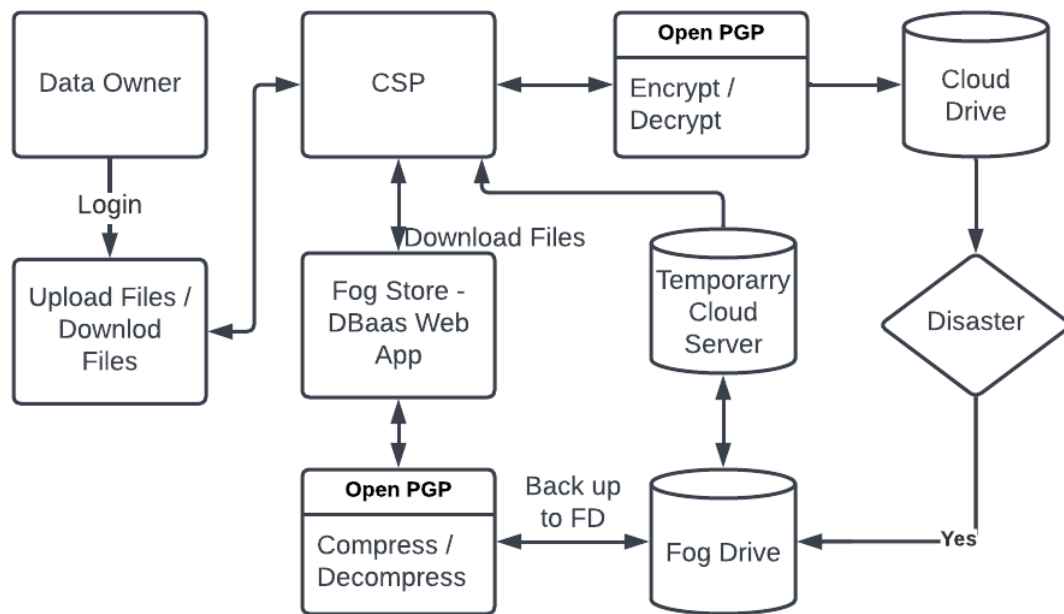 Data Owner
CSP
Open PGP
Encrypt /
Decrypt
Cloud
Drive
Login
Download Files
Upload Files /
Downlod
Files
Fog Store -
DBaas Web
App
Temporarry
Cloud
Server
Disaster
Open PGP
Compress /
Decompress
Back up
to FD
Fog Drive
Yes